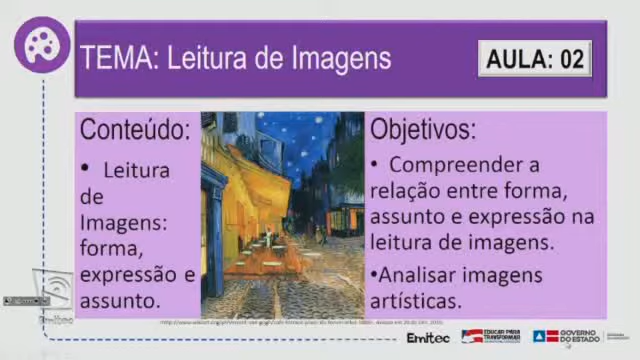 TEMA: Leitura de Imagens
AULA: 02
Conteúdo:
• Leitura
de
Imagens:
forma,
expressão e
assunto.
Objetivos:
• Compreender a
relação entre forma,
assunto e expressão na
leitura de imagens.
•Analisar imagens
artísticas.
Emitec
Emitec
EDUCAR PARA
TRANSFORMAR
GOVERNO
DO ESTADO